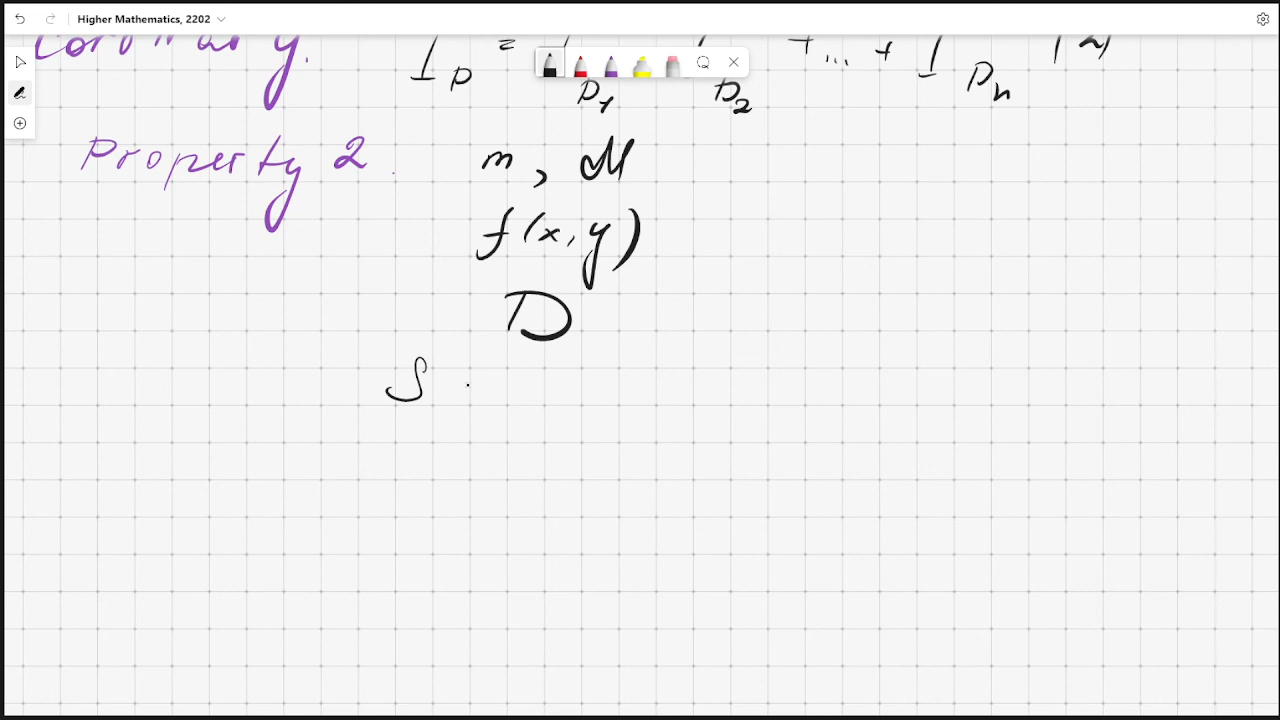 Higher Mathematics, 2202
Corollary.
I_D = I_D₁ I_D₂ + ... + I_Dₙ (2)
Property 2.
m, M
f(x, y)
D
S